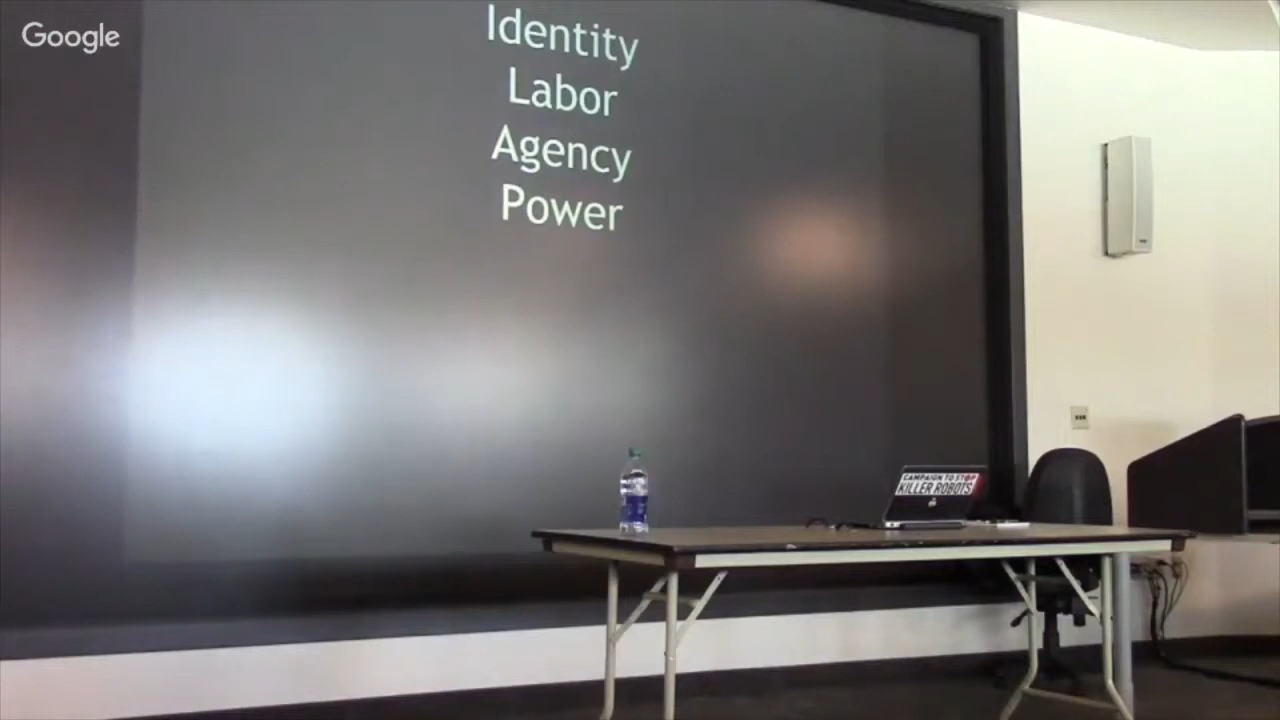 Google
Identity
Labor
Agency
Power
CAMPAIGN TO STOP
KILLER ROBOTS